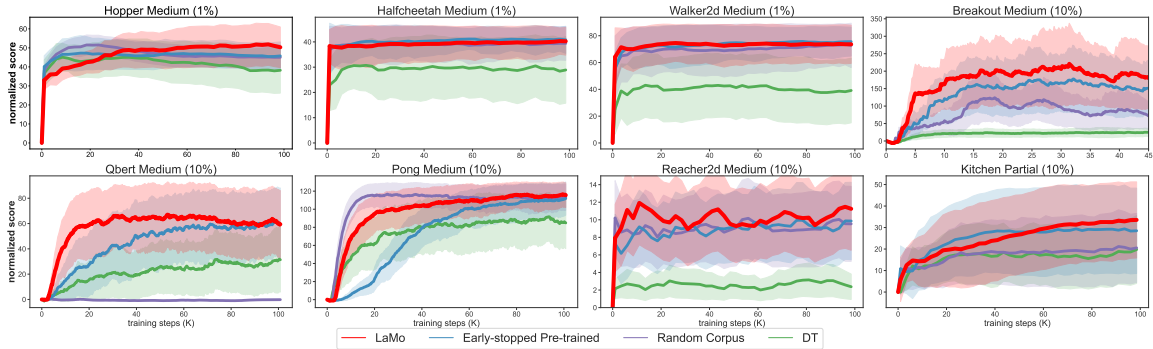 Hopper Medium (1%)
Halfcheetah Medium (1%)
Walker2d Medium (1%)
Breakout Medium (10%)
normalized score
60
50
40
30
20
10
0
0 20 40 60 80 100
40
30
20
10
0
0 20 40 60 80 100
80
60
40
20
0
0 20 40 60 80 100
350
300
250
200
150
100
50
0
0 5 10 15 20 25 30 35 40 45
Qbert Medium (10%)
Pong Medium (10%)
Reacher2d Medium (10%)
Kitchen Partial (10%)
normalized score
80
60
40
20
0
0 20 40 60 80 100
training steps (K)
120
100
80
60
40
20
0
0 20 40 60 80 100
training steps (K)
14
12
10
8
6
4
2
0
0 20 40 60 80 100
training steps (K)
50
40
30
20
10
0
0 20 40 60 80 100
training steps (K)
LaMo Early-stopped Pre-trained Random Corpus DT